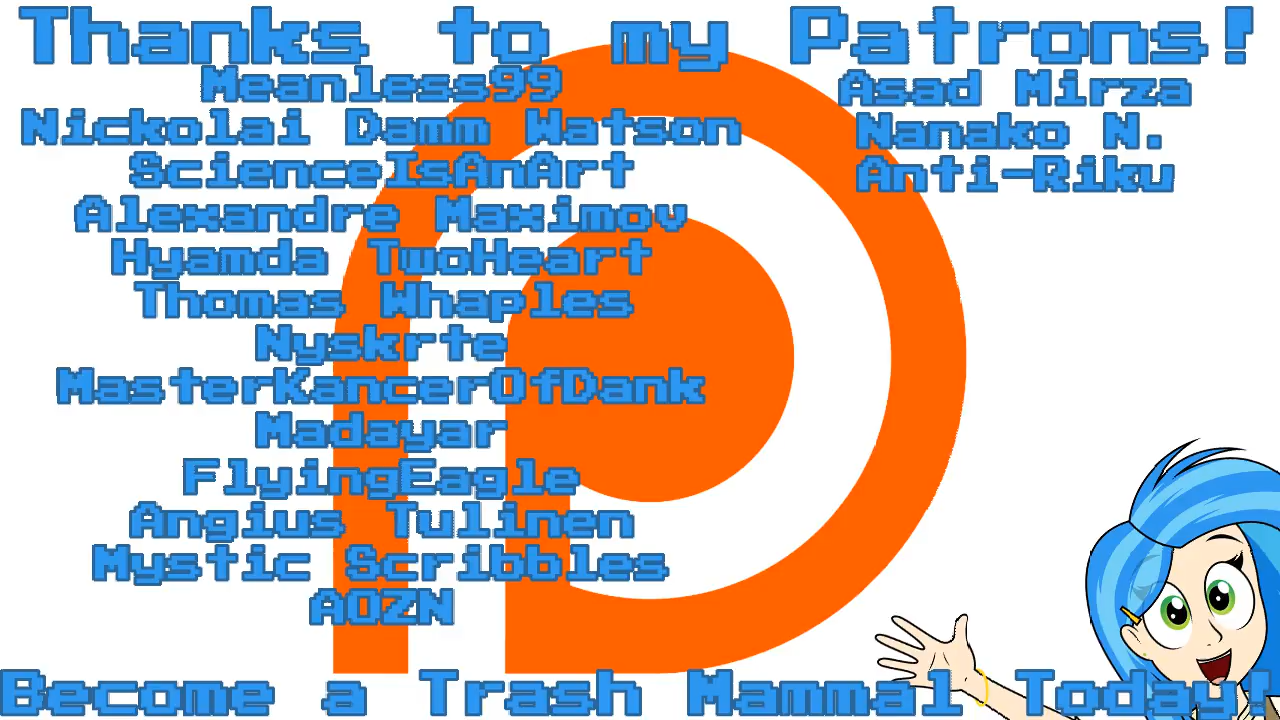 Thanks to my Patrons!
Meanless99
Nickolai Damm Watson
ScienceIsAnArt
Alexandre Maximov
Hyamda TwoHeart
Thomas Whaples
Nyskrte
MasterKancerOfDank
Madayar
FlyingEagle
Angius Tulinen
Mystic Scribbles
AOZN
Asad Mirza
Nanako N.
Anti-Riku
Become a Trash Mammal Today!